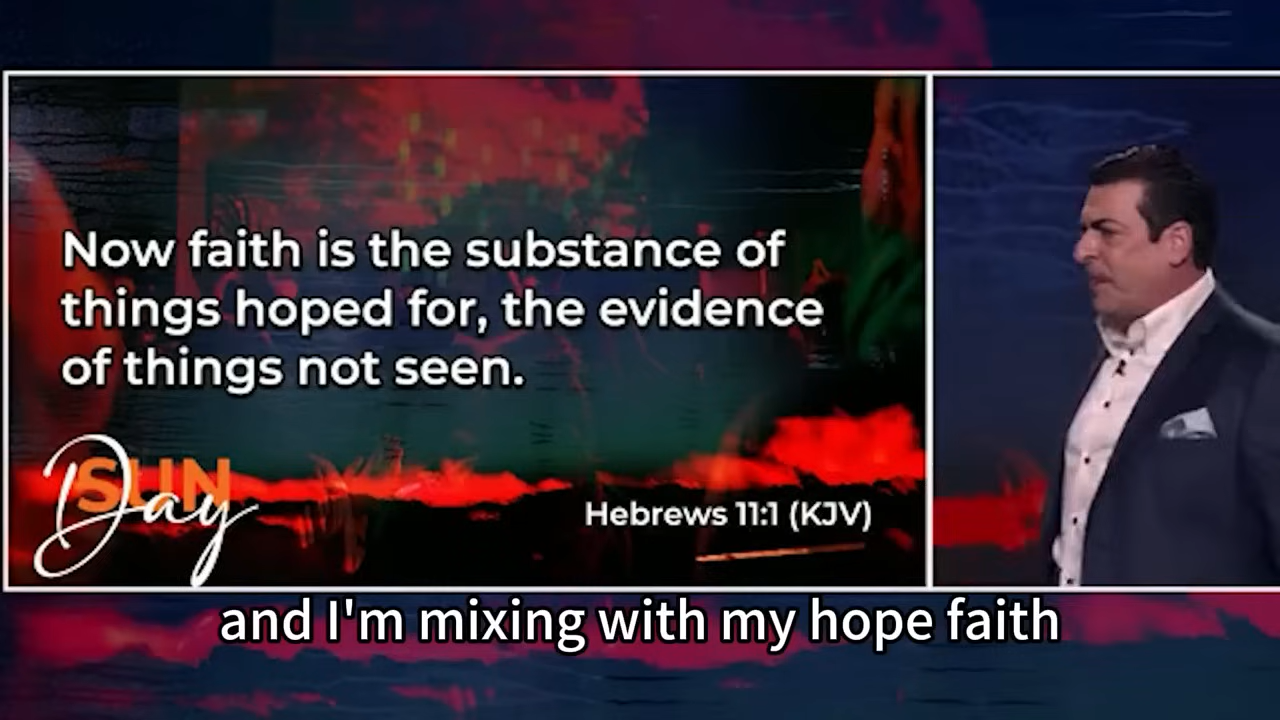 Now faith is the substance of
things hoped for, the evidence
of things not seen.
SUN
Day
Hebrews 11:1 (KJV)
and I'm mixing with my hope faith